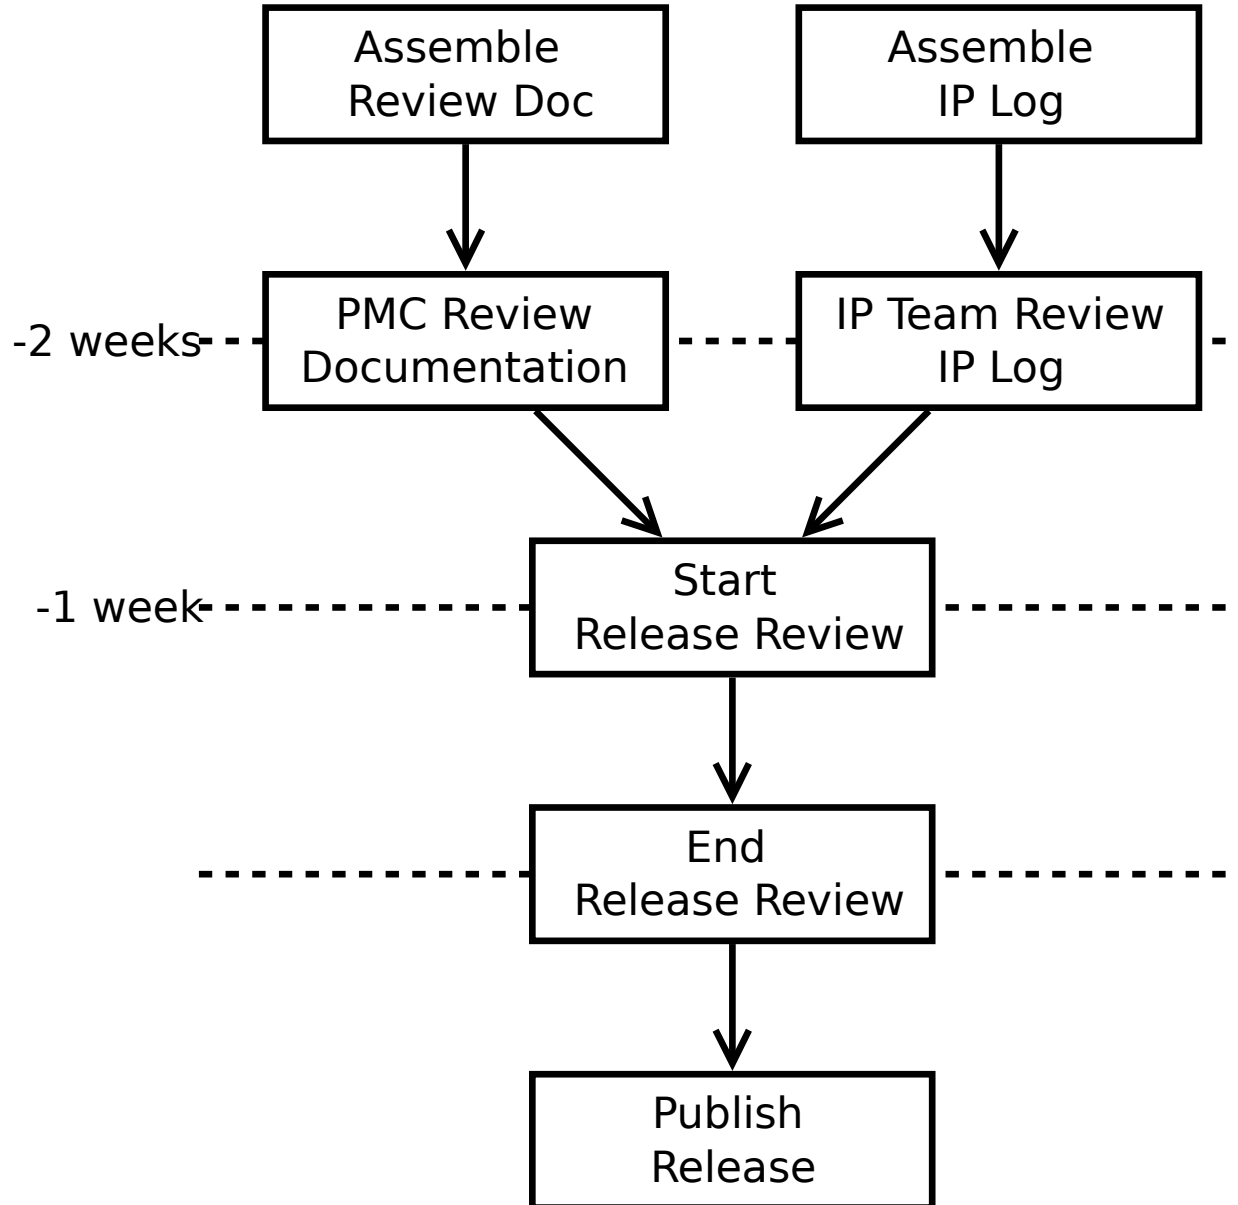 Assemble
Review Doc
Assemble
IP Log
-2 weeks
PMC Review
Documentation
IP Team Review
IP Log
-1 week
Start
Release Review
End
Release Review
Publish
Release